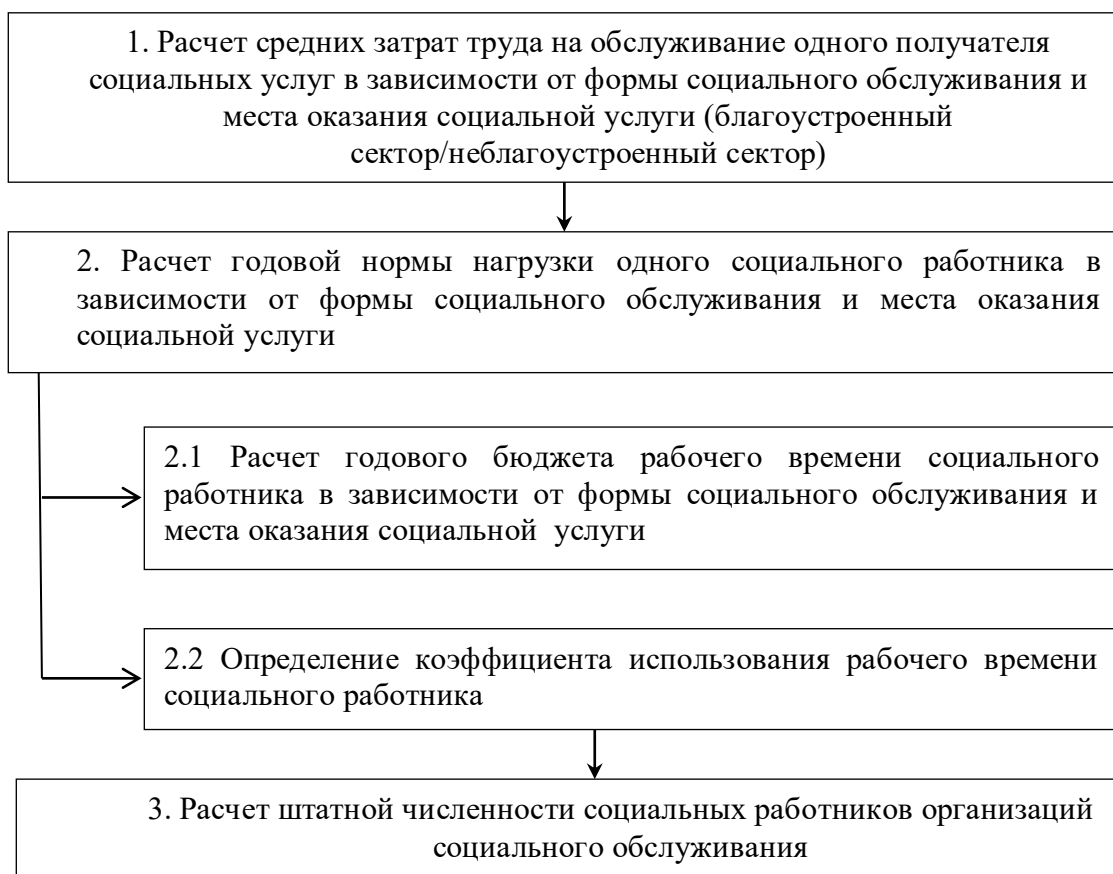 1. Расчет средних затрат труда на обслуживание одного получателя
социальных услуг в зависимости от формы социального обслуживания и
места оказания социальной услуги (благоустроенный
сектор/неблагоустроенный сектор)
2. Расчет годовой нормы нагрузки одного социального работника в
зависимости от формы социального обслуживания и места оказания
социальной услуги
2.1 Расчет годового бюджета рабочего времени социального
работника в зависимости от формы социального обслуживания и
места оказания социальной услуги
2.2 Определение коэффициента использования рабочего времени
социального работника
3. Расчет штатной численности социальных работников организаций
социального обслуживания